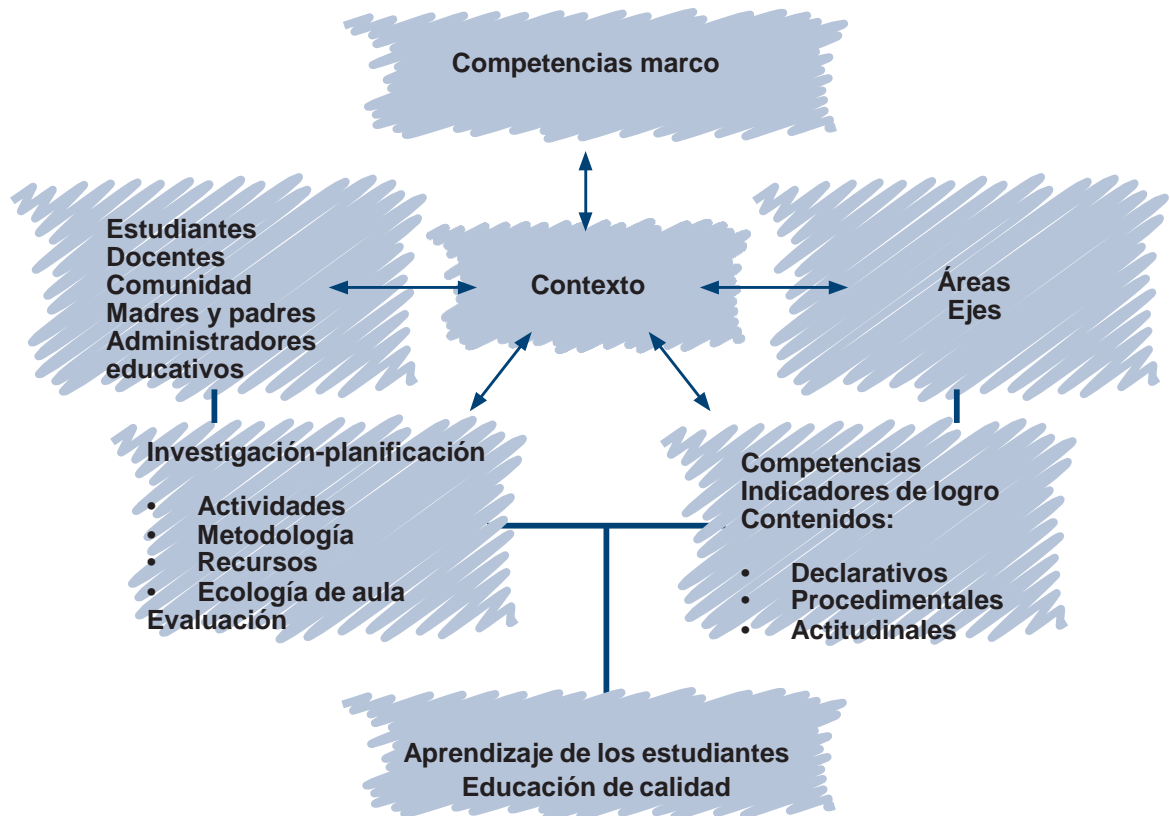 Competencias marco
Estudiantes
Docentes
Comunidad
Madres y padres
Administradores
educativos
Contexto
Áreas
Ejes
Investigación-planificación
• Actividades
• Metodología
• Recursos
• Ecología de aula
Evaluación
Competencias
Indicadores de logro
Contenidos:
• Declarativos
• Procedimentales
• Actitudinales
Aprendizaje de los estudiantes
Educación de calidad